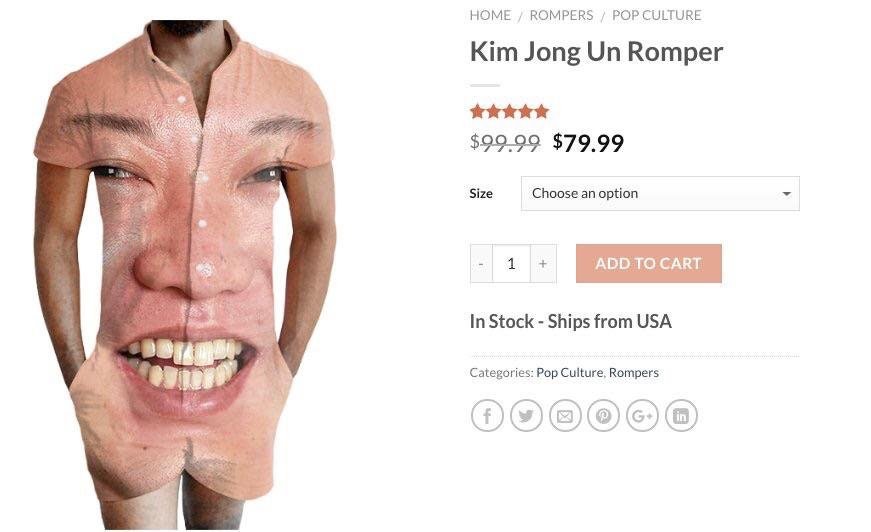 HOME / ROMPERS / POP CULTURE
Kim Jong Un Romper
$99.99 $79.99
Size Choose an option
- 1 + ADD TO CART
In Stock - Ships from USA
Categories: Pop Culture, Rompers
f G+ in